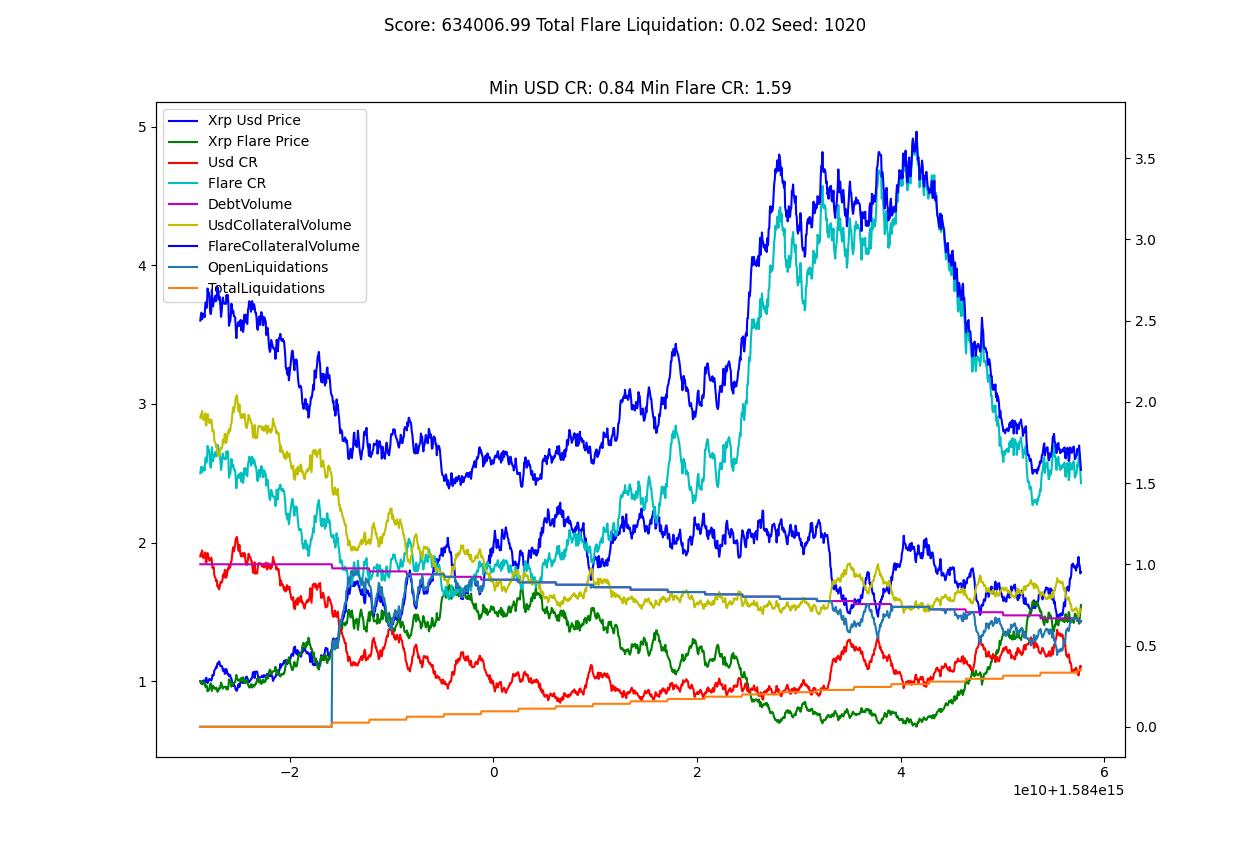 Score: 634006.99 Total Flare Liquidation: 0.02 Seed: 1020
Min USD CR: 0.84 Min Flare CR: 1.59
Xrp Usd Price
Xrp Flare Price
Usd CR
Flare CR
DebtVolume
UsdCollateralVolume
FlareCollateralVolume
OpenLiquidations
TotalLiquidations
5
4
3
2
1
3.5
3.0
2.5
2.0
1.5
1.0
0.5
0.0
−2
0
2
4
6
1e10+1.584e15